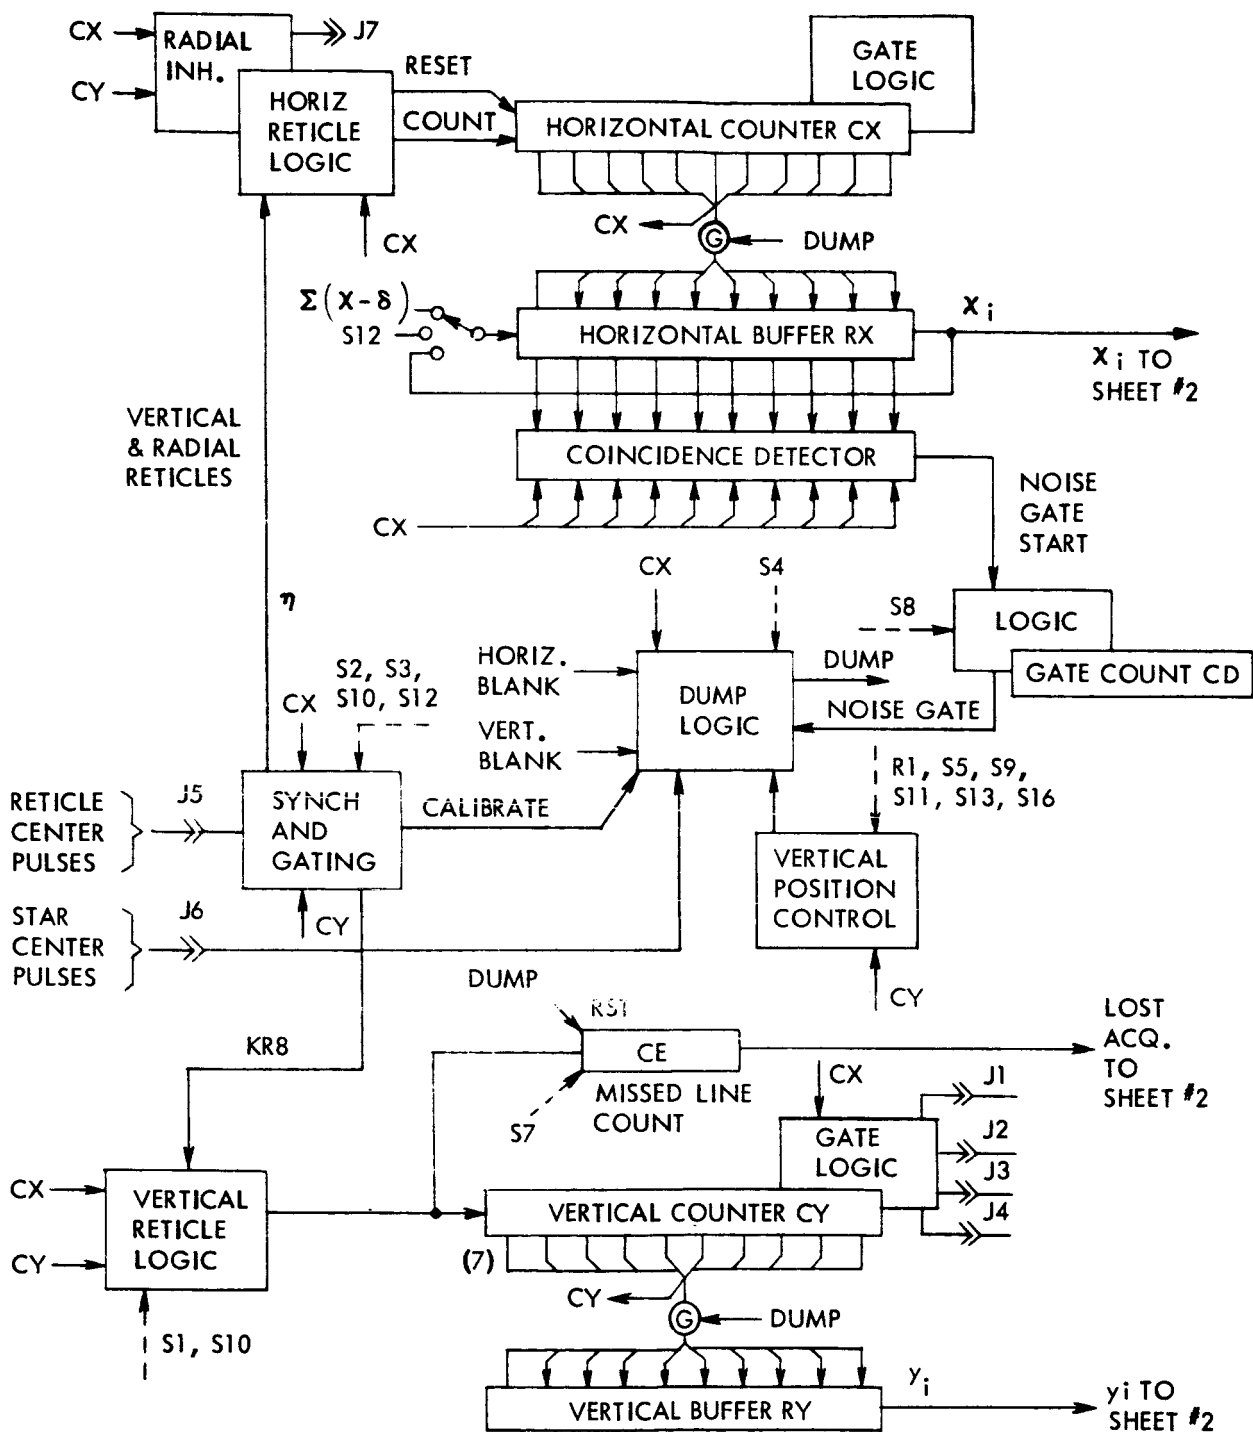 CX
RADIAL
INH.
J7
CY
RESET
HORIZ
RETICLE
LOGIC
COUNT
GATE
LOGIC
HORIZONTAL COUNTER CX
CX
CX
G
DUMP
Σ(X-δ)
S12
HORIZONTAL BUFFER RX
X i
X i TO
SHEET #2
VERTICAL
& RADIAL
RETICLES
COINCIDENCE DETECTOR
CX
NOISE
GATE
START
η
CX
S4
S8
LOGIC
GATE COUNT CD
HORIZ.
BLANK
DUMP
LOGIC
DUMP
NOISE GATE
VERT.
BLANK
S2, S3,
S10, S12
CX
R1, S5, S9,
S11, S13, S16
RETICLE
CENTER
PULSES
J5
SYNCH
AND
GATING
CALIBRATE
VERTICAL
POSITION
CONTROL
STAR
CENTER
PULSES
J6
CY
CY
DUMP
RST
KR8
CE
LOST
ACQ.
TO
SHEET #2
MISSED LINE
COUNT
S7
CX
GATE
LOGIC
J1
J2
J3
J4
CX
VERTICAL
RETICLE
LOGIC
CY
VERTICAL COUNTER CY
(7)
CY
S1, S10
G
DUMP
VERTICAL BUFFER RY
y i
yi TO
SHEET #2